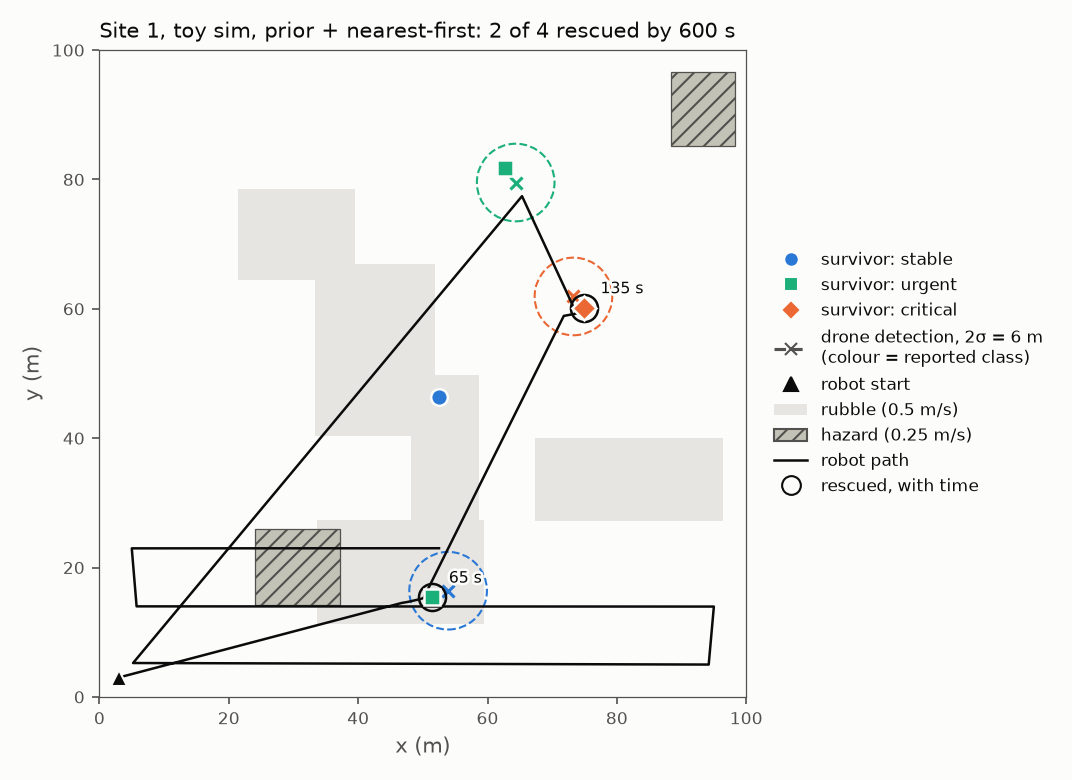 Site 1, toy sim, prior + nearest-first: 2 of 4 rescued by 600 s
100
80
60
40
20
0
0
20
40
60
80
100
x (m)
y (m)
135 s
65 s
survivor: stable
survivor: urgent
survivor: critical
drone detection, 2σ = 6 m
(colour = reported class)
robot start
rubble (0.5 m/s)
hazard (0.25 m/s)
robot path
rescued, with time